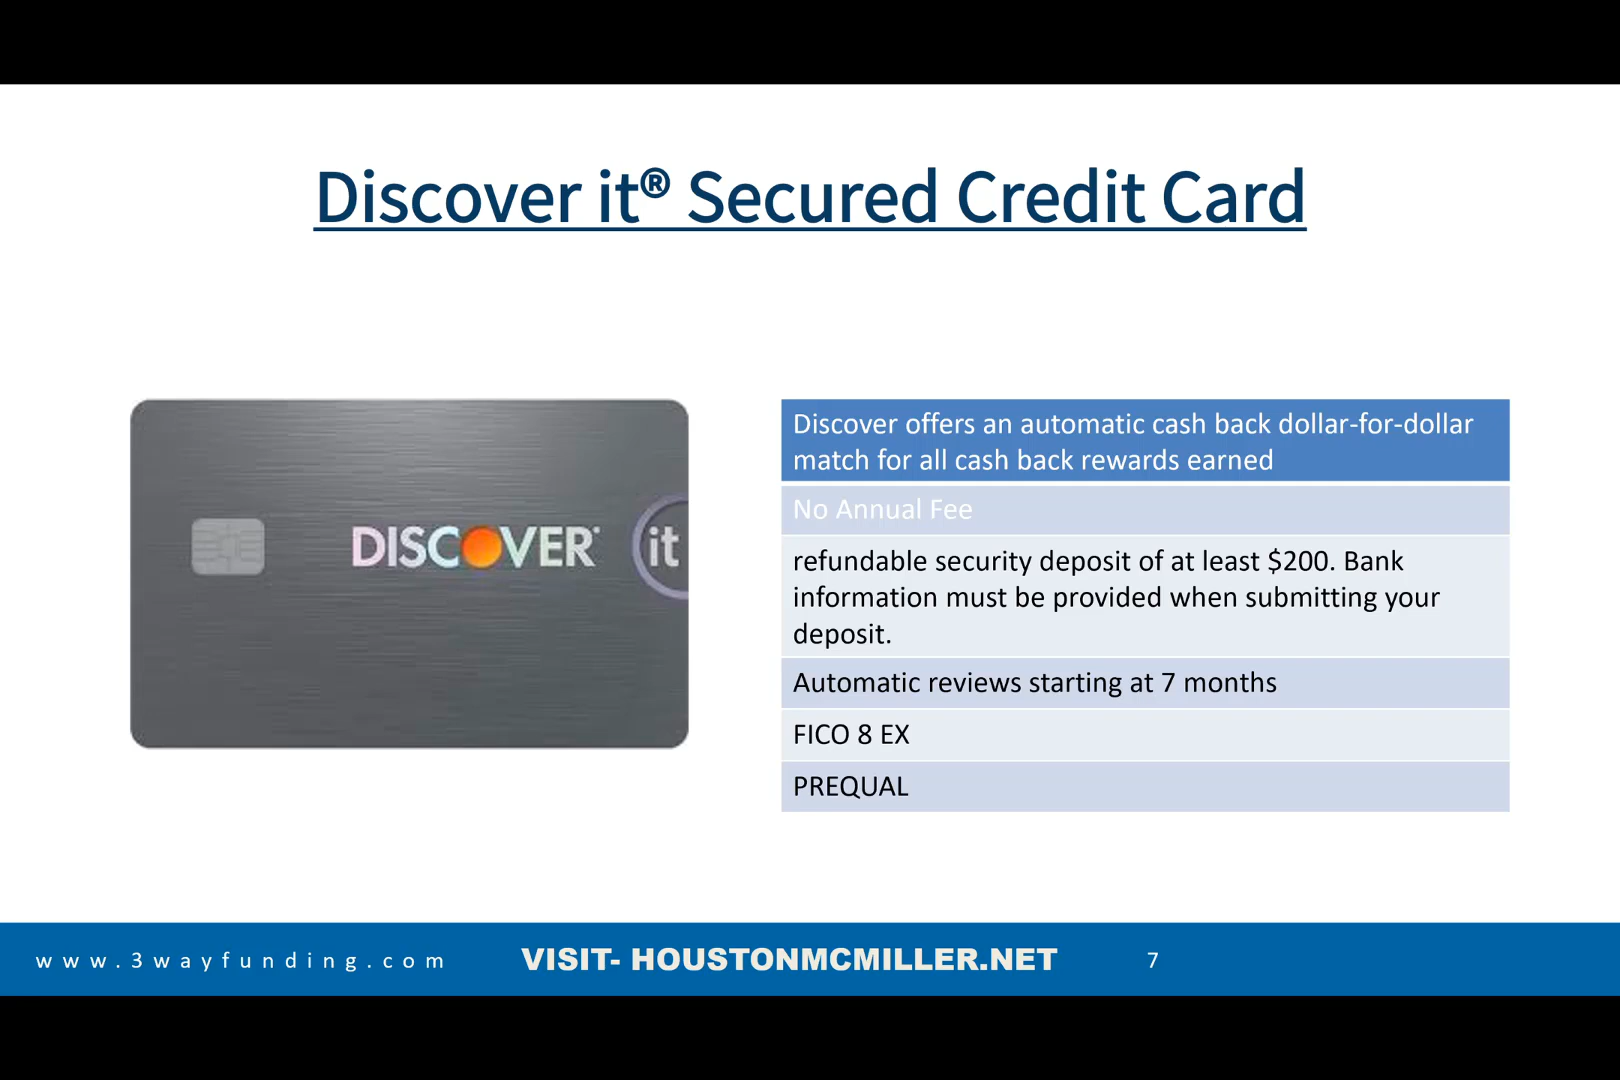 Discover it® Secured Credit Card
DISCOVER® it
Discover offers an automatic cash back dollar-for-dollar
match for all cash back rewards earned
No Annual Fee
refundable security deposit of at least $200. Bank
information must be provided when submitting your
deposit.
Automatic reviews starting at 7 months
FICO 8 EX
PREQUAL
www.3wayfunding.com
VISIT- HOUSTONMCMILLER.NET
7